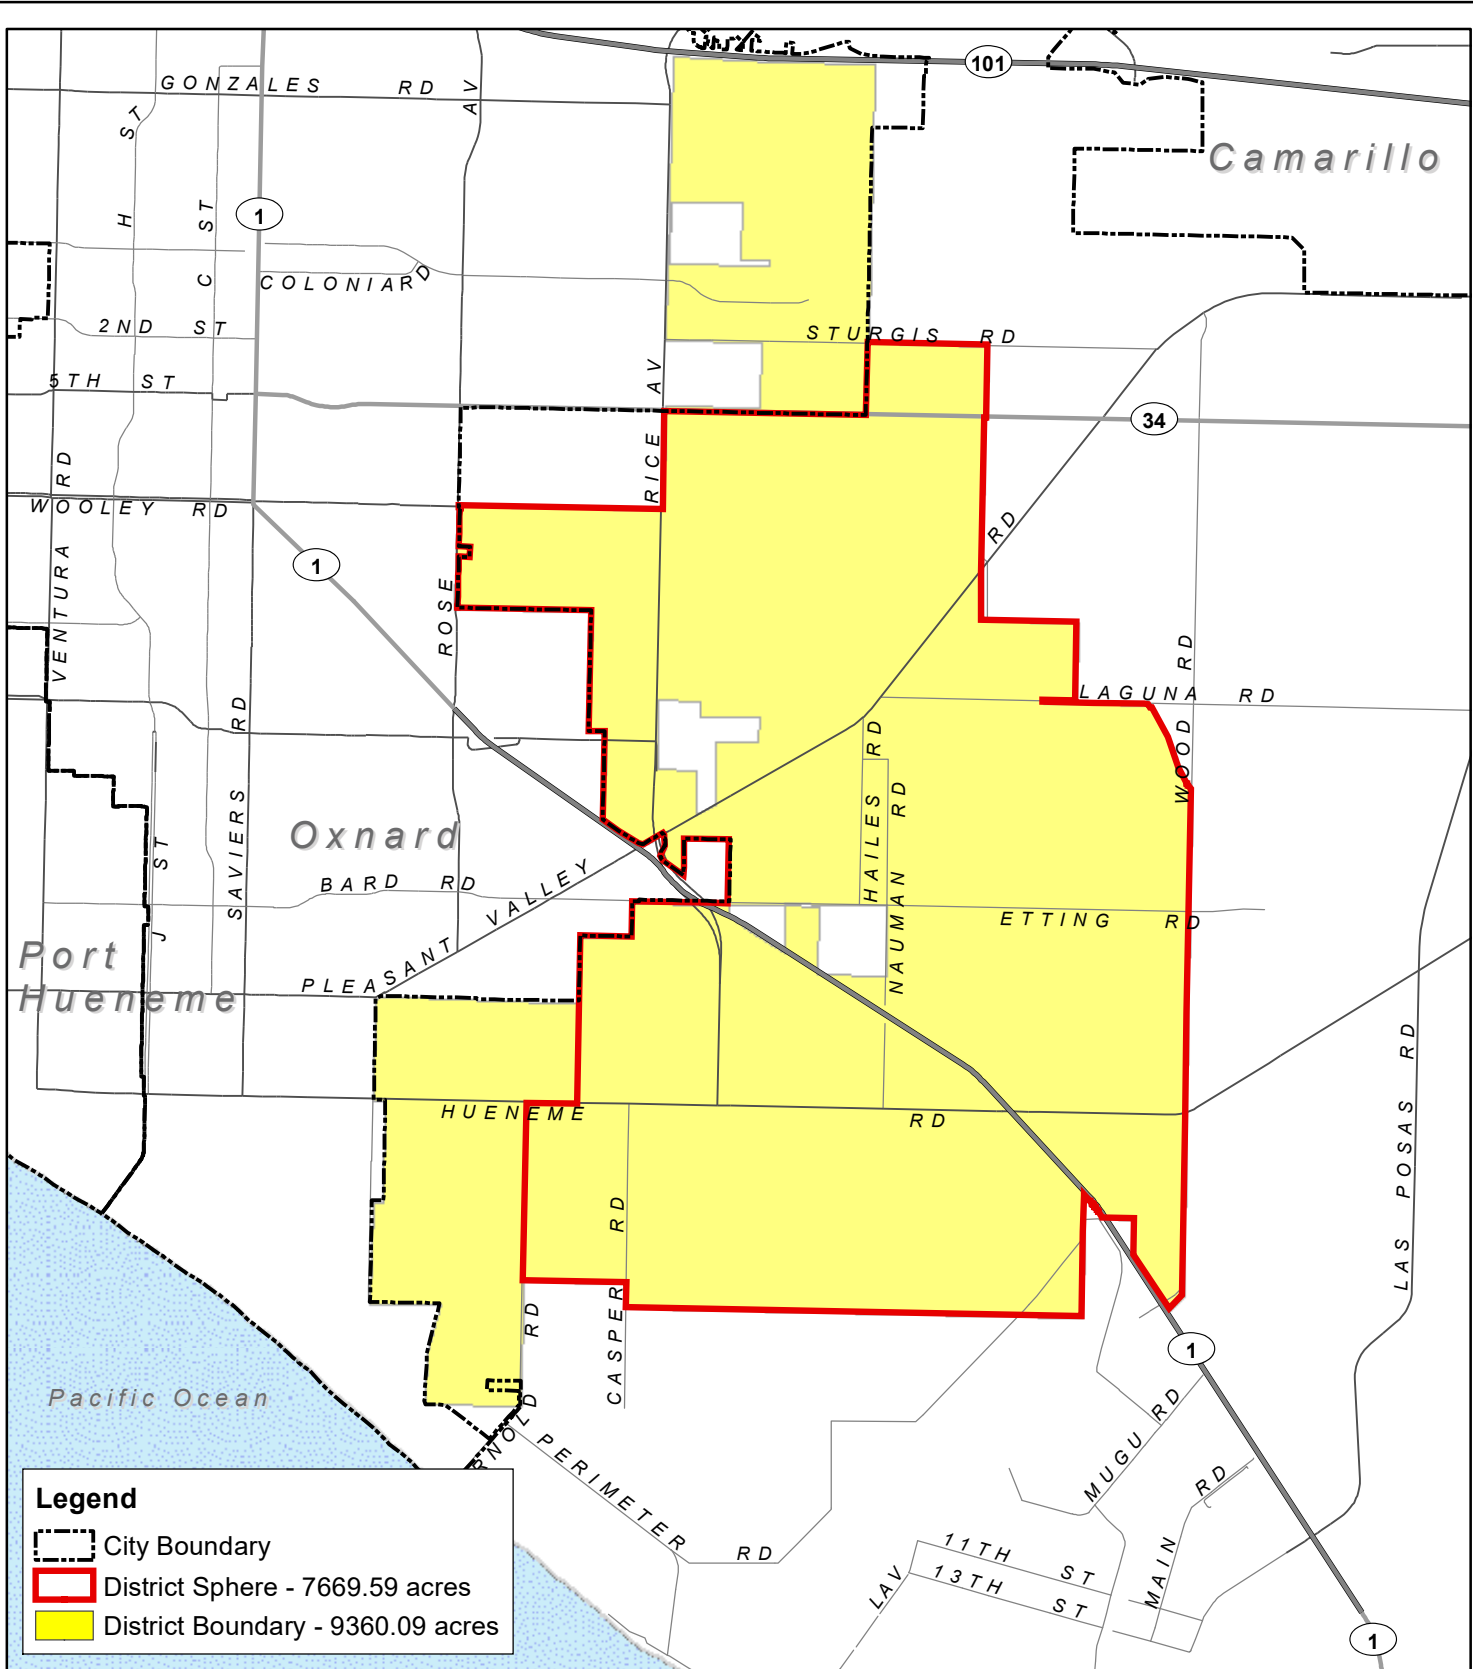 101
GONZALES RD
AV
H ST
C ST
Camarillo
1
COLONIA RD
2ND ST
STURGIS RD
5TH ST
RICE AV
34
VENTURA RD
WOOLEY RD
1
ROSE
RD
WOOD RD
LAGUNA RD
SAVIERS RD
J ST
Oxnard
HAILES RD
NAUMAN RD
BARD RD
PLEASANT VALLEY
ETTING RD
Port
Hueneme
HUENEME RD
LAS POSAS RD
CASPER RD
RNOLD RD
1
Pacific Ocean
PERIMETER RD
MUGU RD
MAIN RD
11TH ST
13TH ST
LAV
1
Legend
City Boundary
District Sphere - 7669.59 acres
District Boundary - 9360.09 acres